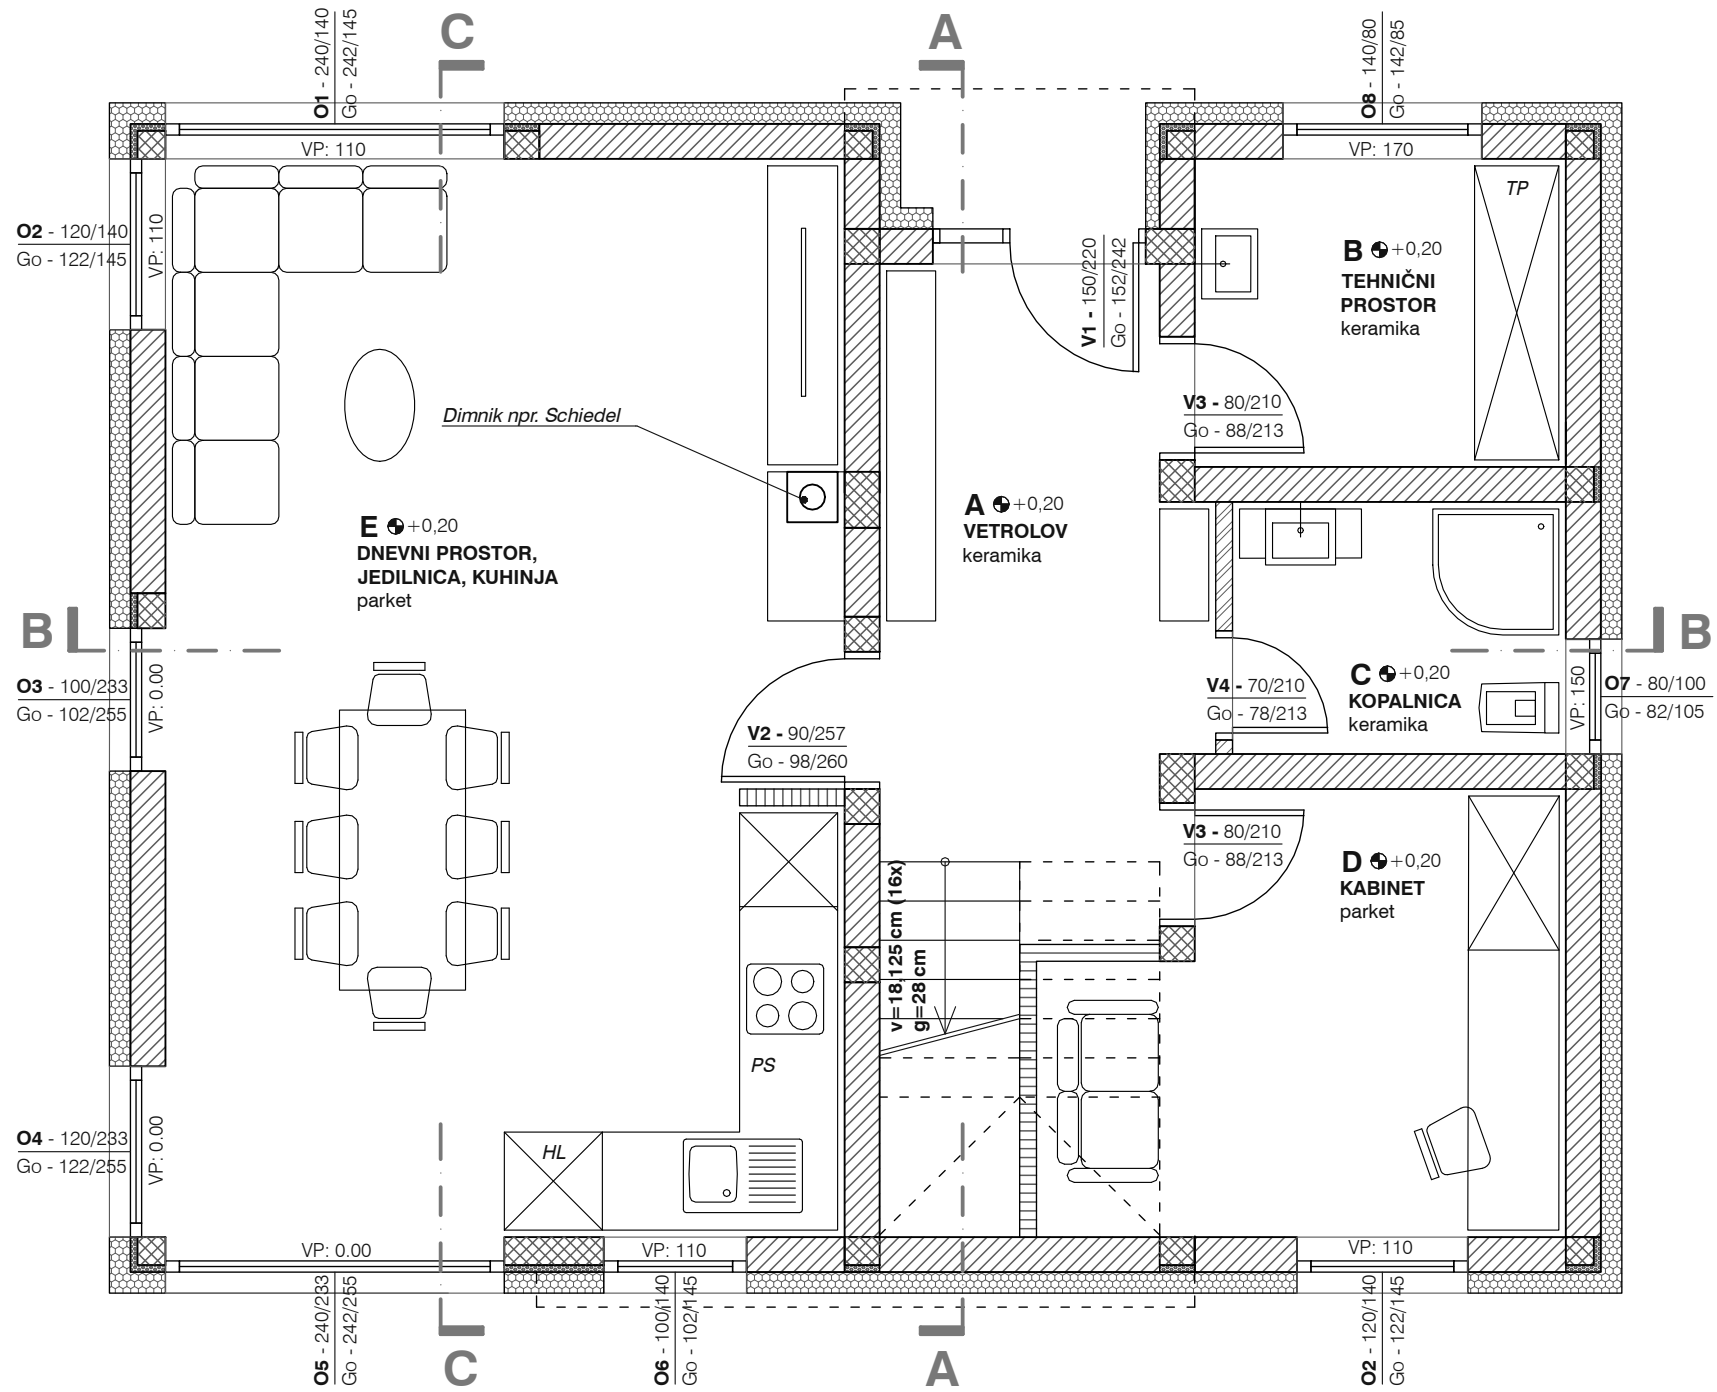 C
A
O1 - 240/140
Go - 242/145
O8 - 140/80
Go - 142/85
VP: 110
VP: 170
TP
O2 - 120/140
Go - 122/145
VP: 110
V1 - 150/220
Go - 152/242
B +0,20
TEHNIČNI
PROSTOR
keramika
V3 - 80/210
Go - 88/213
Dimnik npr. Schiedel
E +0,20
DNEVNI PROSTOR,
JEDILNICA, KUHINJA
parket
A +0,20
VETROLOV
keramika
B
B
O3 - 100/233
Go - 102/255
VP: 0.00
V2 - 90/257
Go - 98/260
V4 - 70/210
Go - 78/213
C +0,20
KOPALNICA
keramika
VP: 150
O7 - 80/100
Go - 82/105
V3 - 80/210
Go - 88/213
D +0,20
KABINET
parket
v=18,125 cm (16x)
g=28 cm
PS
HL
O4 - 120/233
Go - 122/255
VP: 0.00
VP: 0.00
VP: 110
VP: 110
O5 - 240/233
Go - 242/255
O6 - 100/140
Go - 102/145
O2 - 120/140
Go - 122/145
C
A